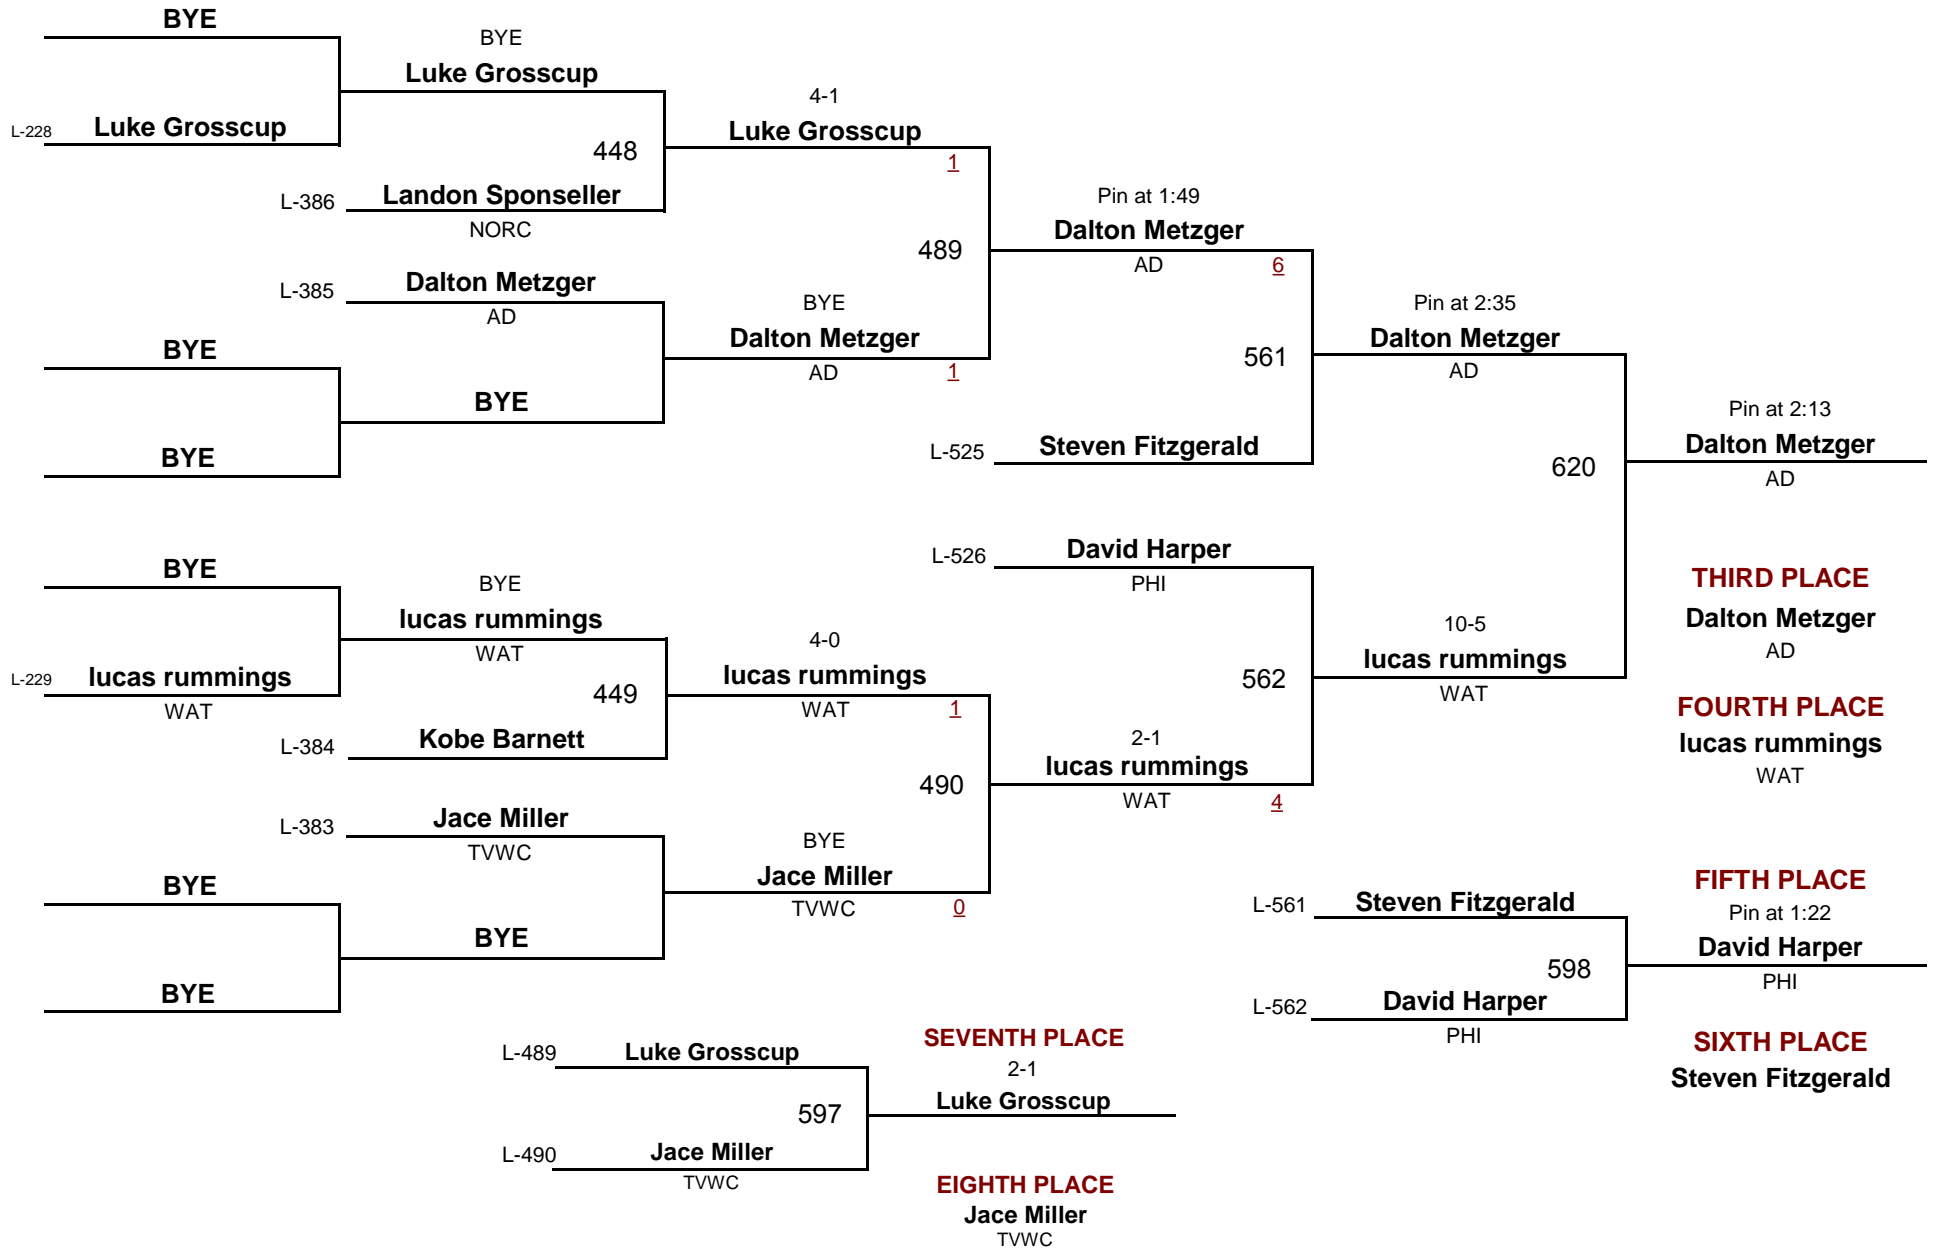 BYE
BYE
Luke Grosscup
4-1
L-228 Luke Grosscup
Luke Grosscup
448
1
L-386 Landon Sponseller
NORC
Pin at 1:49
Dalton Metzger
489
AD 6
L-385 Dalton Metzger
AD
BYE
Dalton Metzger
AD 1
Pin at 2:35
Dalton Metzger
AD
BYE
561
BYE
Pin at 2:13
Dalton Metzger
AD
BYE
L-525 Steven Fitzgerald
620
L-526 David Harper
PHI
BYE
BYE
lucas rummings
WAT
THIRD PLACE
Dalton Metzger
AD
4-0
lucas rummings
WAT 1
10-5
lucas rummings
WAT
L-229 lucas rummings
WAT
449
562
FOURTH PLACE
lucas rummings
WAT
L-384 Kobe Barnett
2-1
lucas rummings
WAT 4
490
L-383 Jace Miller
TVWC
BYE
Jace Miller
TVWC 0
BYE
BYE
BYE
FIFTH PLACE
L-561 Steven Fitzgerald
Pin at 1:22
David Harper
PHI
598
L-562 David Harper
PHI
SIXTH PLACE
Steven Fitzgerald
SEVENTH PLACE
L-489 Luke Grosscup
2-1
Luke Grosscup
597
L-490 Jace Miller
TVWC
EIGHTH PLACE
Jace Miller
TVWC